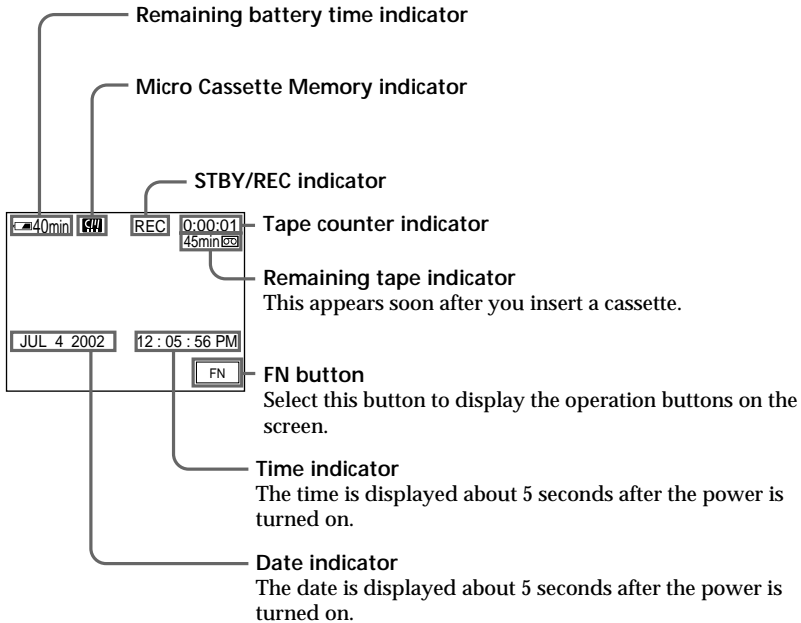 Remaining battery time indicator
Micro Cassette Memory indicator
STBY/REC indicator
40min REC 0:00:01
Tape counter indicator
45min
Remaining tape indicator
This appears soon after you insert a cassette.
JUL 4 2002 12 : 05 : 56 PM
FN
FN button
Select this button to display the operation buttons on the
screen.
Time indicator
The time is displayed about 5 seconds after the power is
turned on.
Date indicator
The date is displayed about 5 seconds after the power is
turned on.